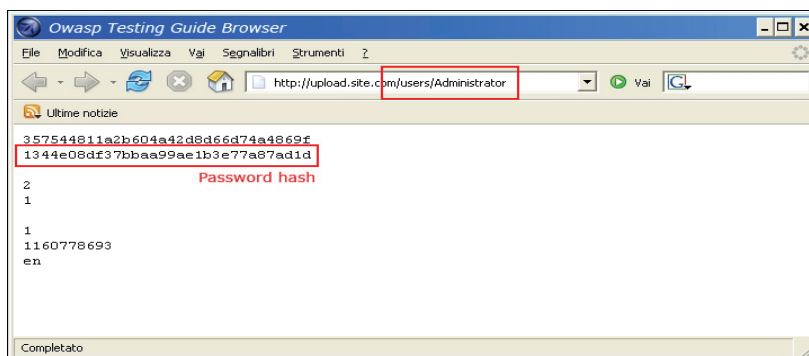 Owasp Testing Guide Browser
File Modifica Visualizza Vai Segnalibri Strumenti ?
http://upload.site.com/users/Administrator Vai G
Ultime notizie
357544811a2b604a42d8d66d74a4869f
1344e08df37bbaa99ae1b3e77a87ad1d
Password hash
2
1
1
1160778693
en
Completato